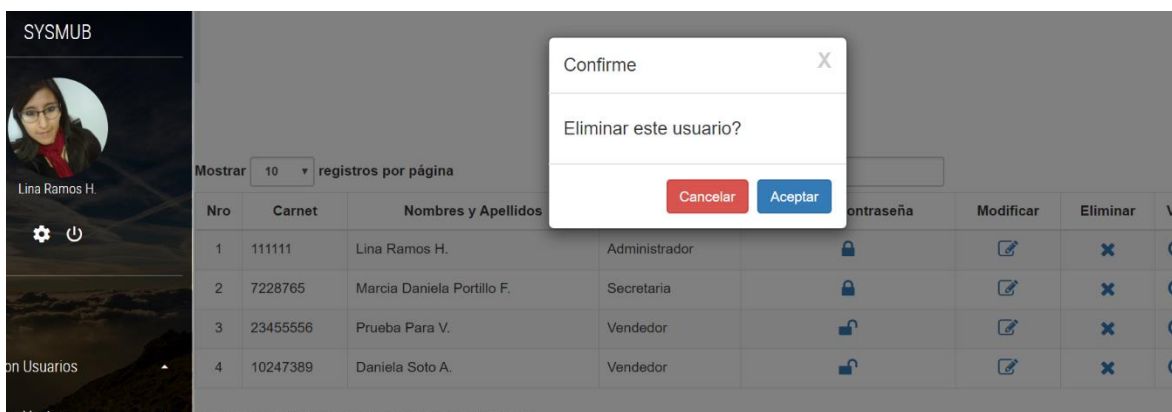 SYSMUB
Lina Ramos H.
on Usuarios
Confirme X
Eliminar este usuario?
Cancelar Aceptar
Mostrar 10 registros por página
Nro Carnet Nombres y Apellidos ontraseña Modificar Eliminar
1 111111 Lina Ramos H. Administrador
2 7228765 Marcia Daniela Portillo F. Secretaria
3 23455556 Prueba Para V. Vendedor
4 10247389 Daniela Soto A. Vendedor